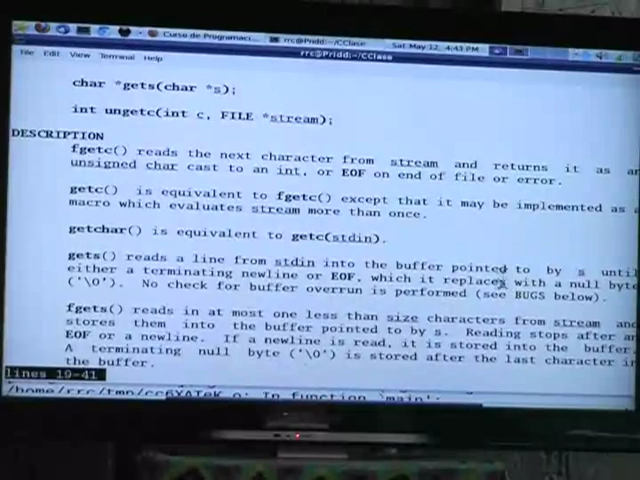 Curso de Programaci...
rrc@Pridd:~/CClase
Sat May 12, 4:43 PM
rrc@Pridd:~/CClase
File Edit View Terminal Help
char *gets(char *s);
int ungetc(int c, FILE *stream);
DESCRIPTION
fgetc() reads the next character from stream and returns it as an
unsigned char cast to an int, or EOF on end of file or error.
getc() is equivalent to fgetc() except that it may be implemented as a
macro which evaluates stream more than once.
getchar() is equivalent to getc(stdin).
gets() reads a line from stdin into the buffer pointed to by s until
either a terminating newline or EOF, which it replaces with a null byte
('\0'). No check for buffer overrun is performed (see BUGS below).
fgets() reads in at most one less than size characters from stream and
stores them into the buffer pointed to by s. Reading stops after an
EOF or a newline. If a newline is read, it is stored into the buffer.
A terminating null byte ('\0') is stored after the last character in
the buffer.
lines 19-41
In function `main':